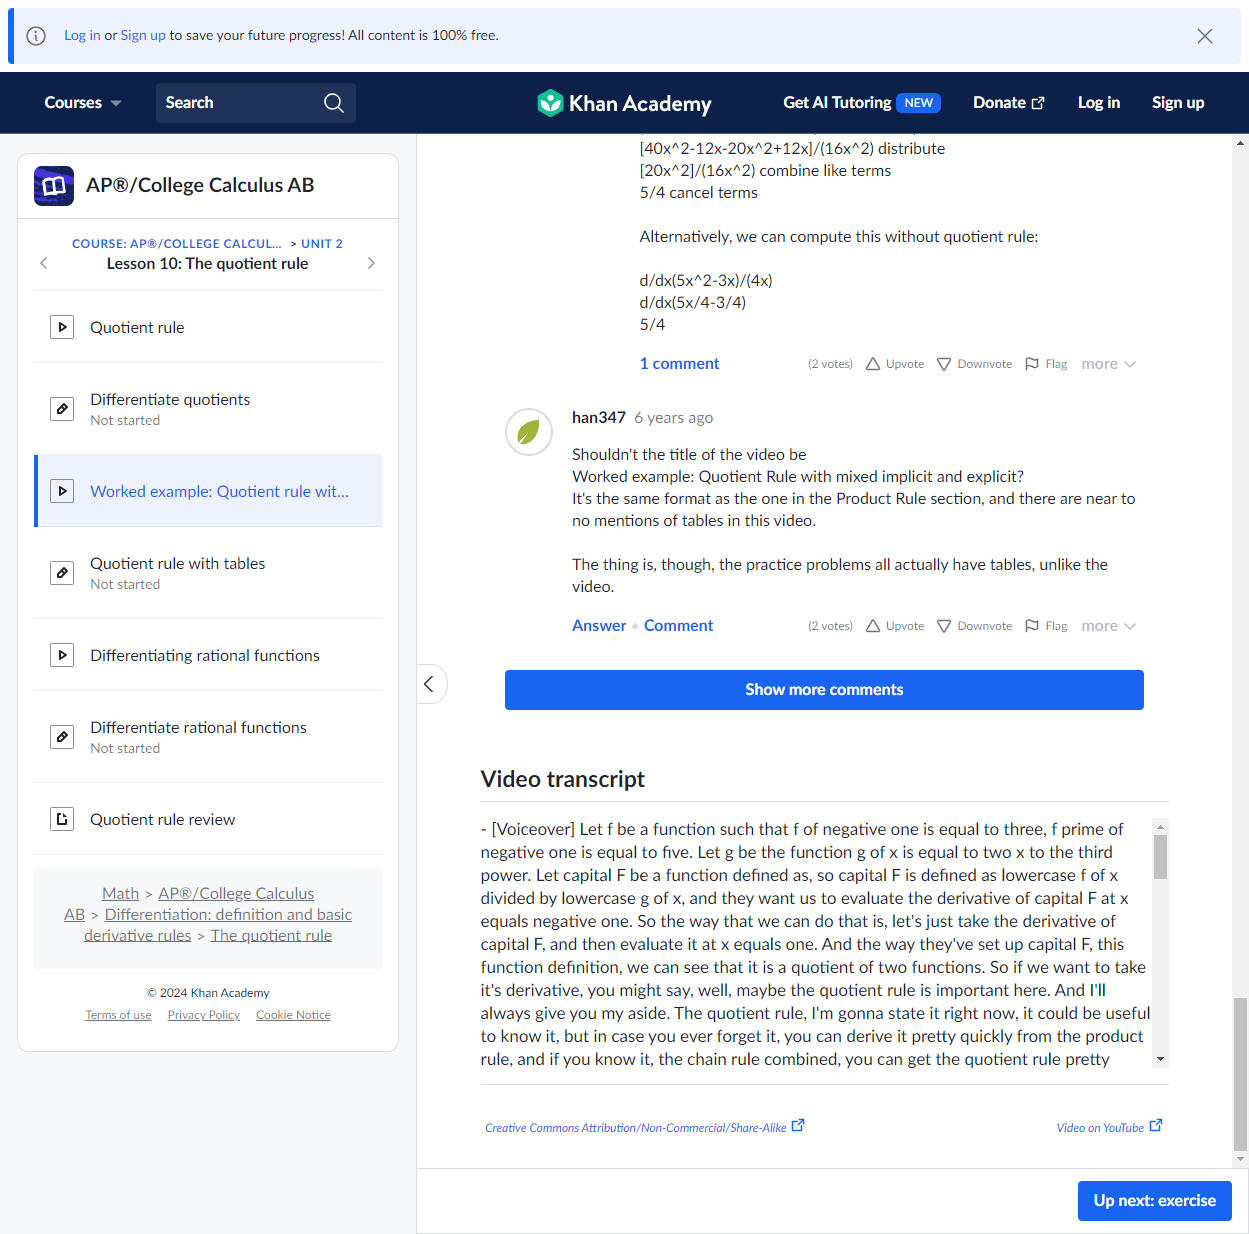 Log in or Sign up to save your future progress! All content is 100% free.
Courses
Search
Khan Academy
Get AI Tutoring NEW
Donate
Log in
Sign up
AP®/College Calculus AB
COURSE: AP®/COLLEGE CALCUL... > UNIT 2
Lesson 10: The quotient rule
Quotient rule
Differentiate quotients
Not started
Worked example: Quotient rule wit...
Quotient rule with tables
Not started
Differentiating rational functions
Differentiate rational functions
Not started
Quotient rule review
Math > AP®/College Calculus
AB > Differentiation: definition and basic
derivative rules > The quotient rule
© 2024 Khan Academy
Terms of use Privacy Policy Cookie Notice
[40x^2-12x-20x^2+12x]/(16x^2) distribute
[20x^2]/(16x^2) combine like terms
5/4 cancel terms
Alternatively, we can compute this without quotient rule:
d/dx(5x^2-3x)/(4x)
d/dx(5x/4-3/4)
5/4
1 comment (2 votes) Upvote Downvote Flag more
han347 6 years ago
Shouldn't the title of the video be
Worked example: Quotient Rule with mixed implicit and explicit?
It's the same format as the one in the Product Rule section, and there are near to
no mentions of tables in this video.
The thing is, though, the practice problems all actually have tables, unlike the
video.
Answer • Comment (2 votes) Upvote Downvote Flag more
Show more comments
Video transcript
- [Voiceover] Let f be a function such that f of negative one is equal to three, f prime of
negative one is equal to five. Let g be the function g of x is equal to two x to the third
power. Let capital F be a function defined as, so capital F is defined as lowercase f of x
divided by lowercase g of x, and they want us to evaluate the derivative of capital F at x
equals negative one. So the way that we can do that is, let's just take the derivative of
capital F, and then evaluate it at x equals one. And the way they've set up capital F, this
function definition, we can see that it is a quotient of two functions. So if we want to take
it's derivative, you might say, well, maybe the quotient rule is important here. And I'll
always give you my aside. The quotient rule, I'm gonna state it right now, it could be useful
to know it, but in case you ever forget it, you can derive it pretty quickly from the product
rule, and if you know it, the chain rule combined, you can get the quotient rule pretty
Creative Commons Attribution/Non-Commercial/Share-Alike
Video on YouTube
Up next: exercise